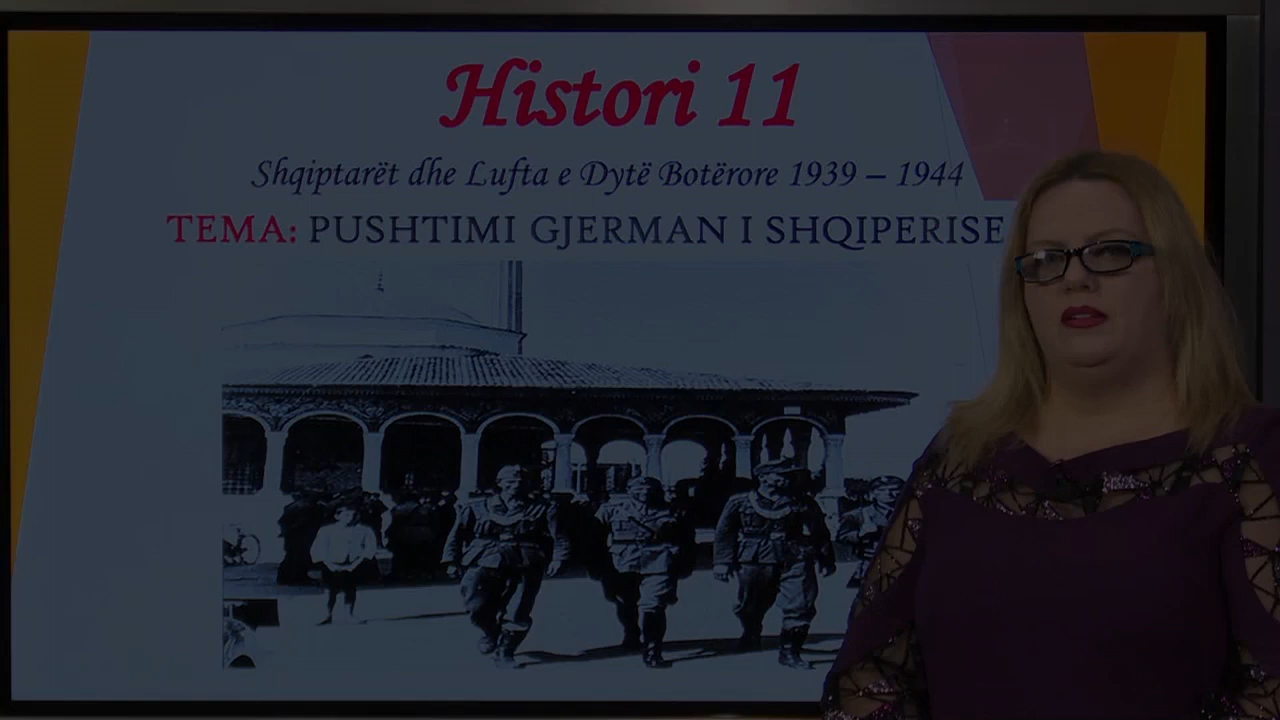 Histori 11
Shqiptarët dhe Lufta e Dytë Botërore 1939 – 1944
TEMA: PUSHTIMI GJERMAN I SHQIPERISE